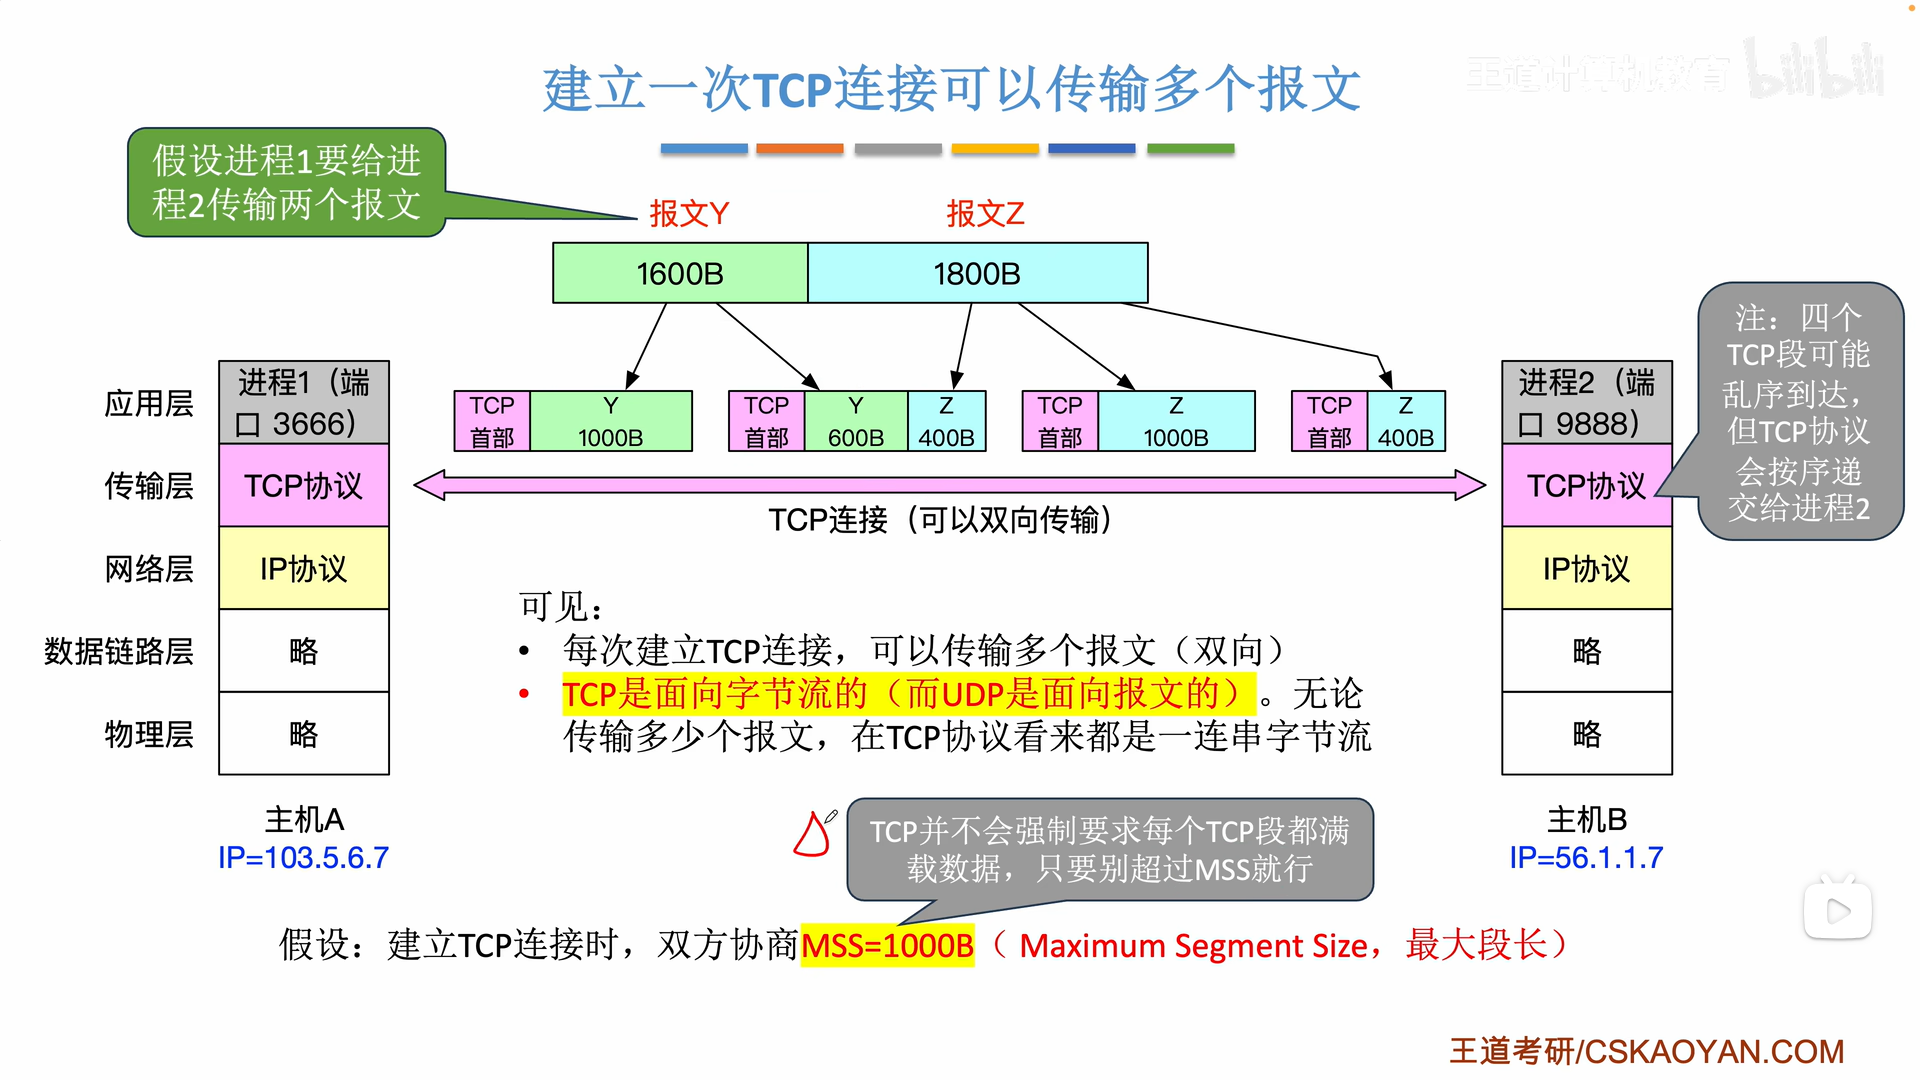 建立一次TCP连接可以传输多个报文
王道计算机教育
bilibili
假设进程1要给进
程2传输两个报文
报文Y
报文Z
1600B
1800B
TCP
首部
Y
1000B
TCP
首部
Y
600B
Z
400B
TCP
首部
Z
1000B
TCP
首部
Z
400B
应用层
进程1（端
口 3666）
传输层
TCP协议
网络层
IP协议
数据链路层
略
物理层
略
主机A
IP=103.5.6.7
TCP连接（可以双向传输）
进程2（端
口 9888）
TCP协议
IP协议
略
略
主机B
IP=56.1.1.7
注：四个
TCP段可能
乱序到达，
但TCP协议
会按序递
交给进程2
可见：
• 每次建立TCP连接，可以传输多个报文（双向）
• TCP是面向字节流的（而UDP是面向报文的）。无论
传输多少个报文，在TCP协议看来都是一连串字节流
TCP并不会强制要求每个TCP段都满
载数据，只要别超过MSS就行
假设：建立TCP连接时，双方协商MSS=1000B（ Maximum Segment Size，最大段长）
王道考研/CSKAOYAN.COM